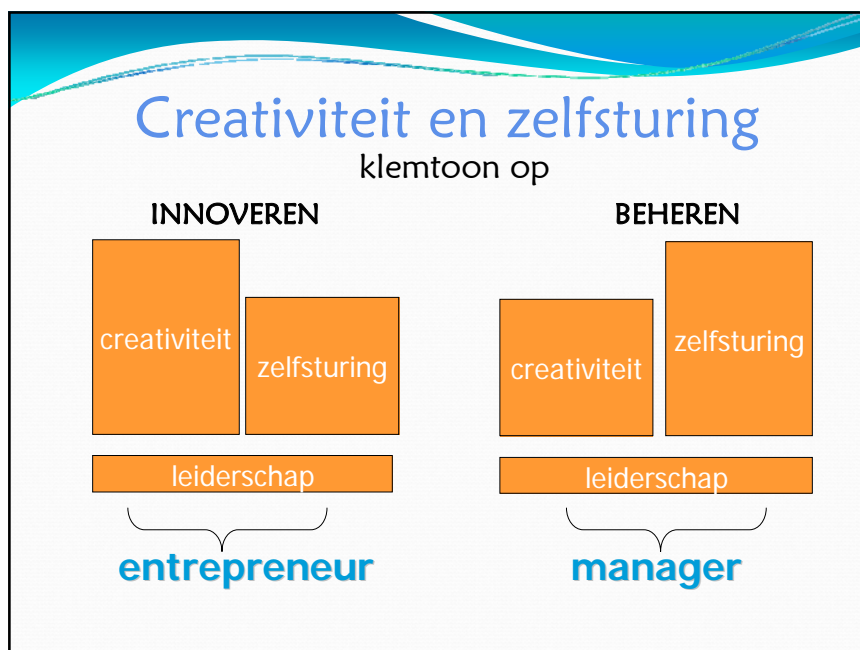 Creativiteit en zelfsturing
klemtoon op
INNOVEREN
creativiteit
zelfsturing
leiderschap
entrepreneur
BEHEREN
creativiteit
zelfsturing
leiderschap
manager